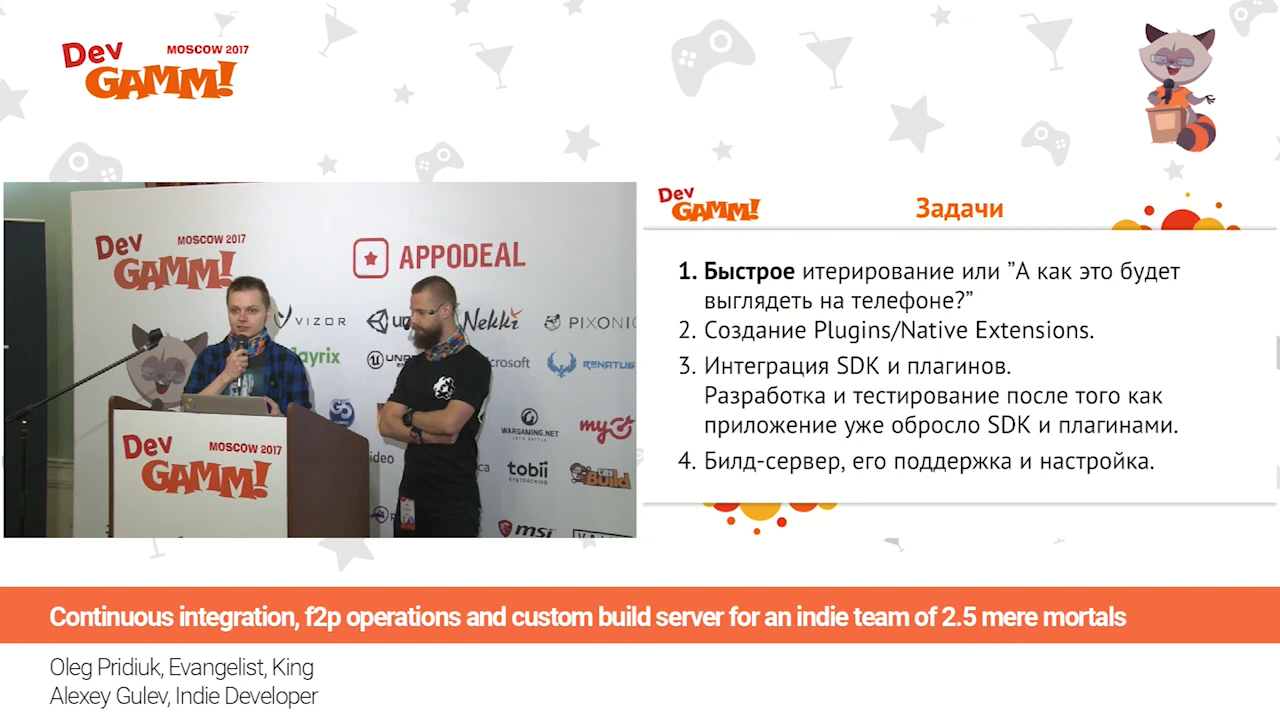 Dev
GAMM!
MOSCOW 2017
Dev
GAMM!
MOSCOW 2017
APPODEAL
VIZOR
Nekki
PIXONIC
Microsoft
RENATUS
WARGAMING.NET
LET'S BATTLE
my
tobii
EYETRACKING
Build
msi
Dev
GAMM!
MOSCOW 2017
Dev
GAMM!
Задачи
1. Быстрое итерирование или ”А как это будет
выглядеть на телефоне?”
2. Создание Plugins/Native Extensions.
3. Интеграция SDK и плагинов.
Разработка и тестирование после того как
приложение уже обросло SDK и плагинами.
4. Билд-сервер, его поддержка и настройка.
Continuous integration, f2p operations and custom build server for an indie team of 2.5 mere mortals
Oleg Pridiuk, Evangelist, King
Alexey Gulev, Indie Developer